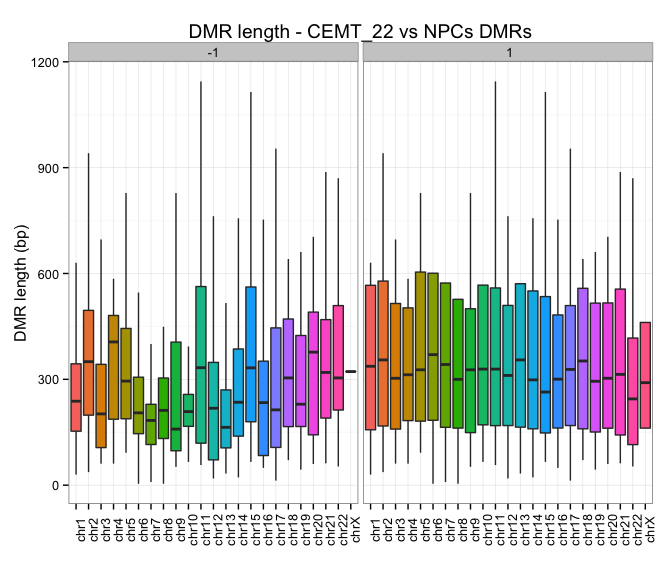 DMR length - CEMT_22 vs NPCs DMRs
-1 1
DMR length (bp)
1200
900
600
300
0
chr1 chr2 chr3 chr4 chr5 chr6 chr7 chr8 chr9 chr10 chr11 chr12 chr13 chr14 chr15 chr16 chr17 chr18 chr19 chr20 chr21 chr22 chrX chr1 chr2 chr3 chr4 chr5 chr6 chr7 chr8 chr9 chr10 chr11 chr12 chr13 chr14 chr15 chr16 chr17 chr18 chr19 chr20 chr21 chr22 chrX